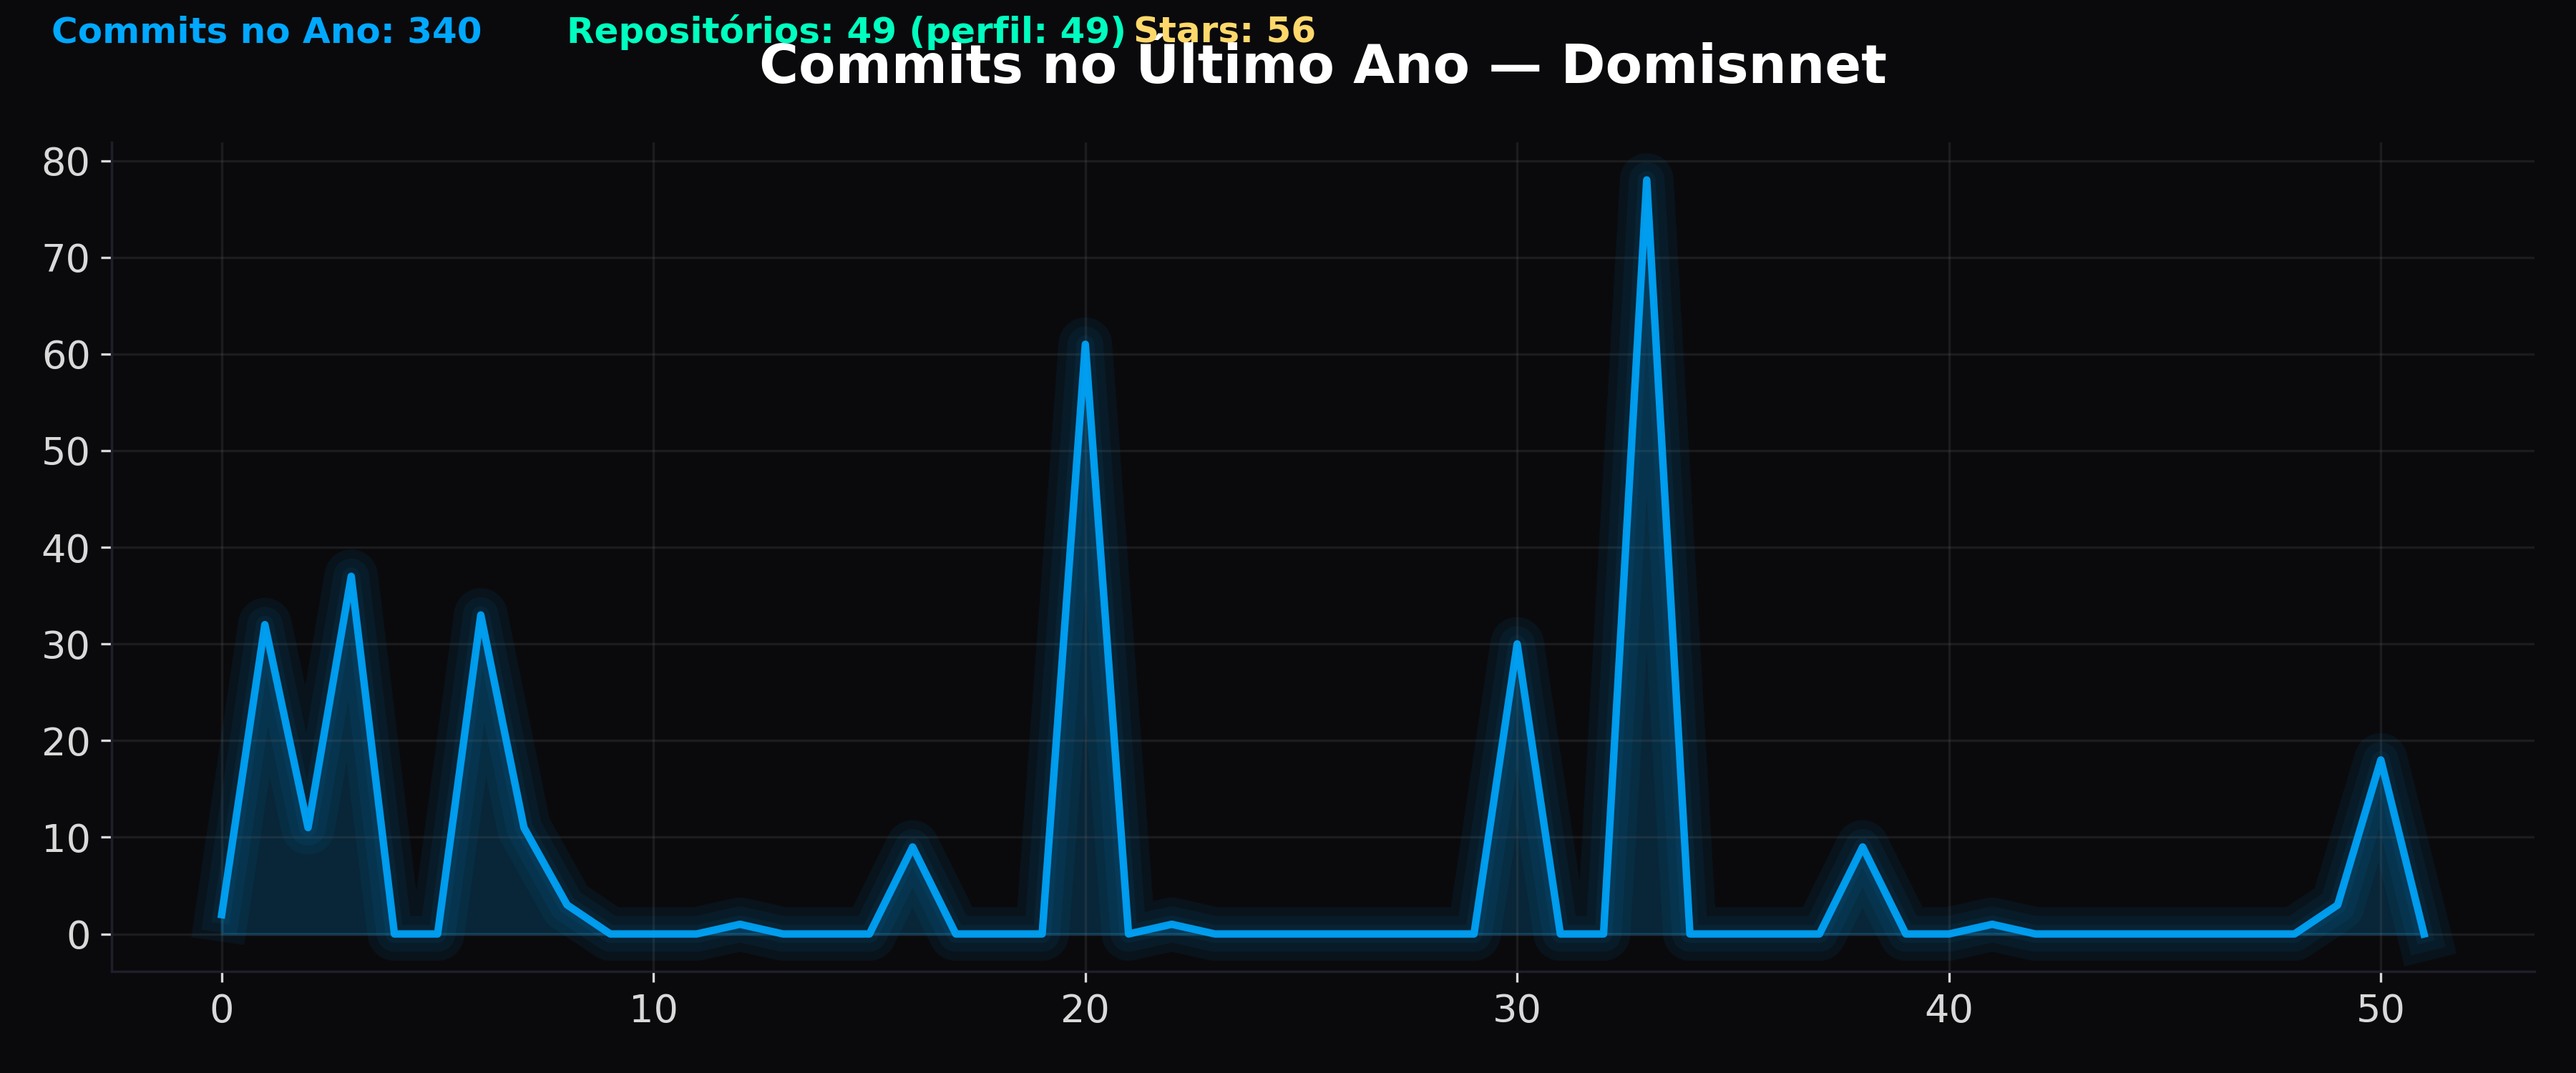 Commits no Ano: 340
Repositórios: 49 (perfil: 49)
Stars: 56
Commits no Último Ano — Domisnnet
80
70
60
50
40
30
20
10
0
0 10 20 30 40 50